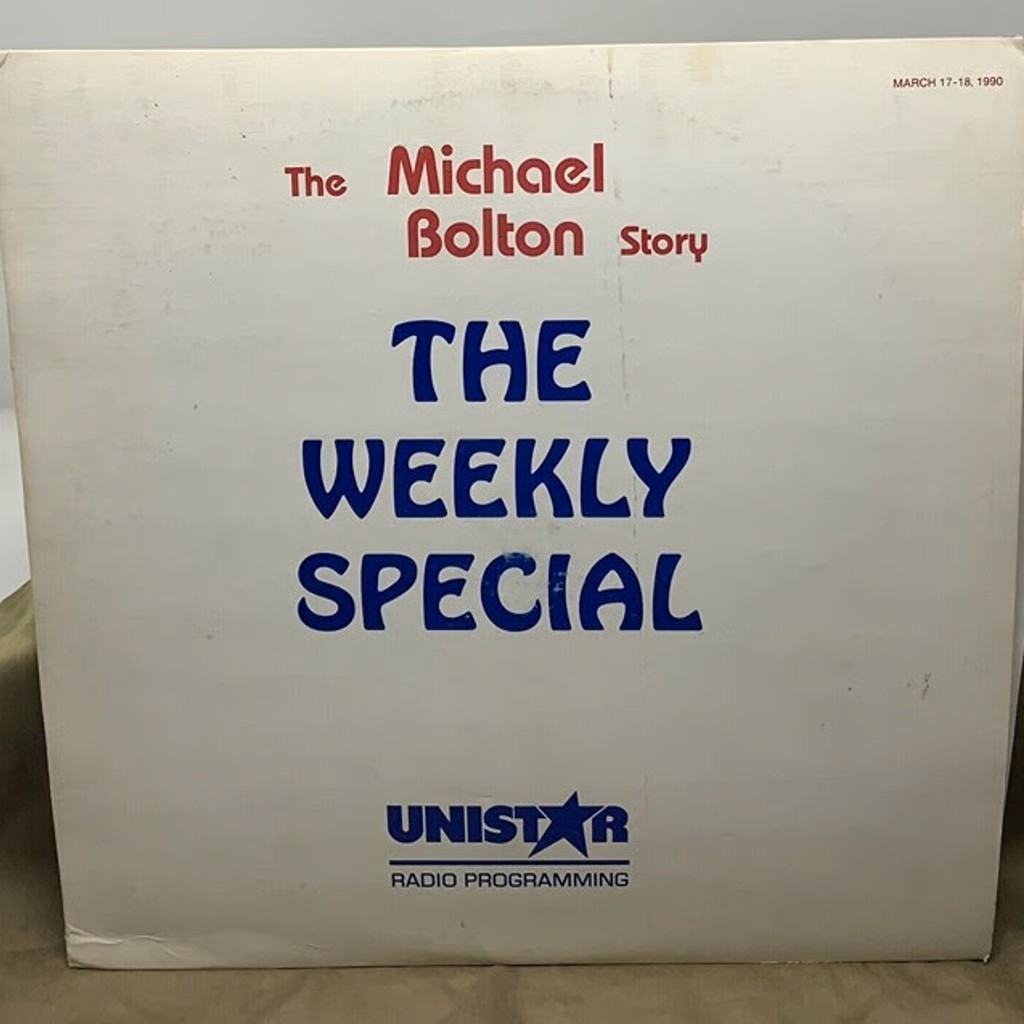 MARCH 17-18, 1990
The Michael
Bolton Story
THE
WEEKLY
SPECIAL
UNISTAR
RADIO PROGRAMMING